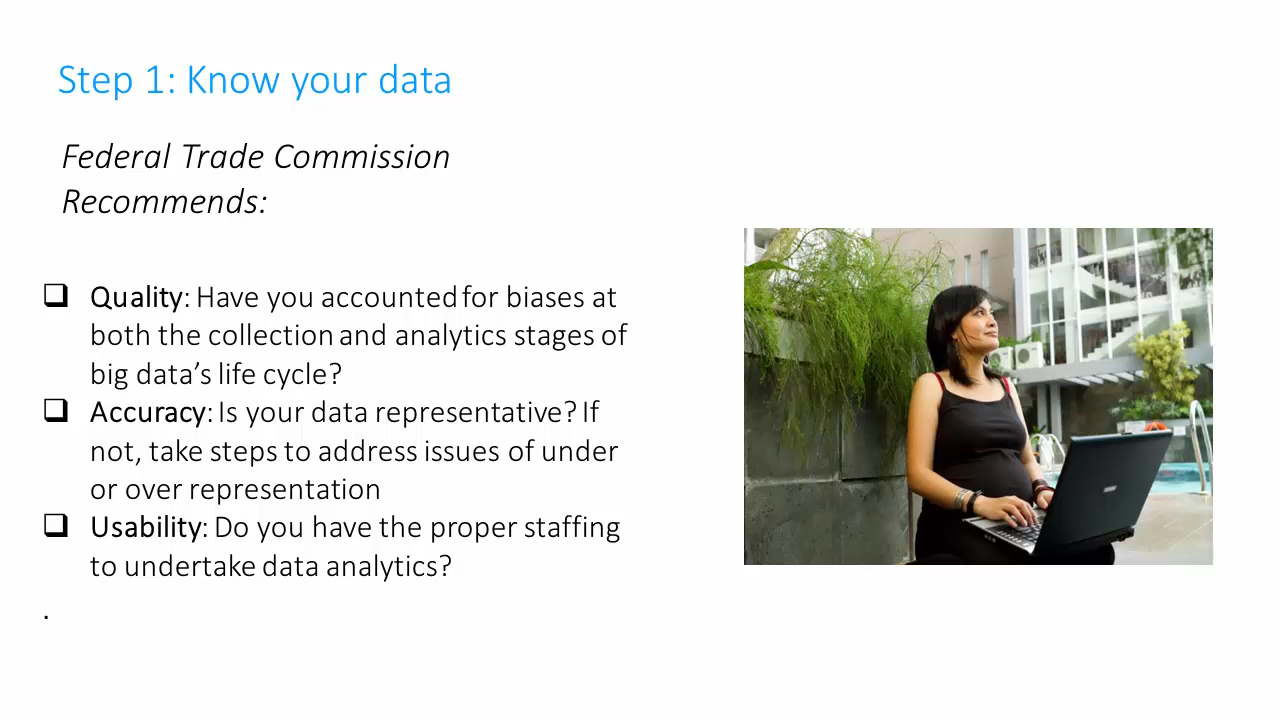 Step 1: Know your data
Federal Trade Commission
Recommends:
❑ Quality: Have you accounted for biases at
both the collection and analytics stages of
big data’s life cycle?
❑ Accuracy: Is your data representative? If
not, take steps to address issues of under
or over representation
❑ Usability: Do you have the proper staffing
to undertake data analytics?
.